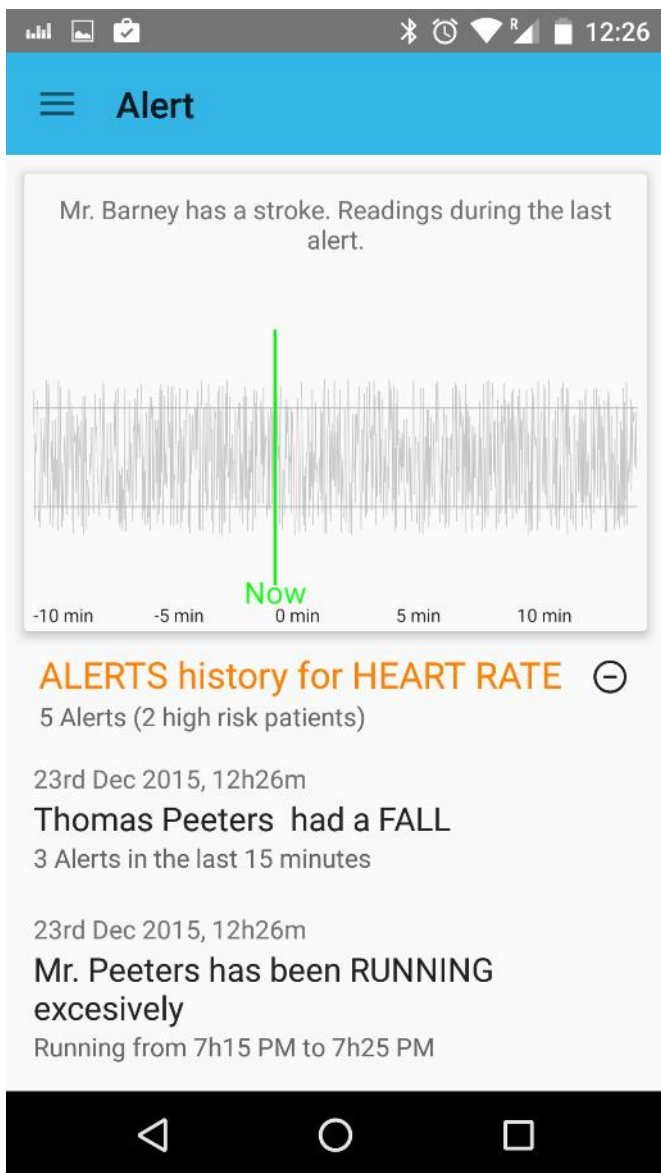 R 12:26
Alert
Mr. Barney has a stroke. Readings during the last
alert.
Now
-10 min -5 min 0 min 5 min 10 min
ALERTS history for HEART RATE
5 Alerts (2 high risk patients)
23rd Dec 2015, 12h26m
Thomas Peeters  had a FALL
3 Alerts in the last 15 minutes
23rd Dec 2015, 12h26m
Mr. Peeters has been RUNNING
excesively
Running from 7h15 PM to 7h25 PM